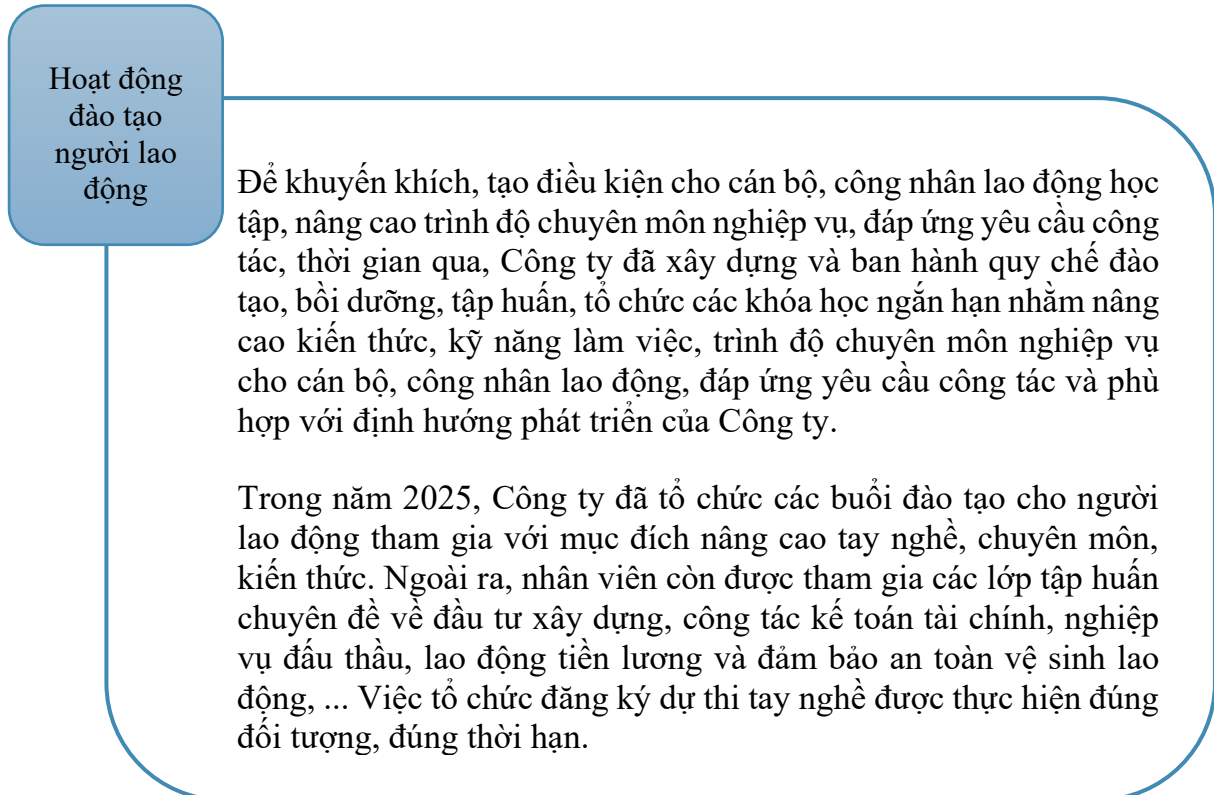 Hoạt động
đào tạo
người lao
động
Để khuyến khích, tạo điều kiện cho cán bộ, công nhân lao động học
tập, nâng cao trình độ chuyên môn nghiệp vụ, đáp ứng yêu cầu công
tác, thời gian qua, Công ty đã xây dựng và ban hành quy chế đào
tạo, bồi dưỡng, tập huấn, tổ chức các khóa học ngắn hạn nhằm nâng
cao kiến thức, kỹ năng làm việc, trình độ chuyên môn nghiệp vụ
cho cán bộ, công nhân lao động, đáp ứng yêu cầu công tác và phù
hợp với định hướng phát triển của Công ty.
Trong năm 2025, Công ty đã tổ chức các buổi đào tạo cho người
lao động tham gia với mục đích nâng cao tay nghề, chuyên môn,
kiến thức. Ngoài ra, nhân viên còn được tham gia các lớp tập huấn
chuyên đề về đầu tư xây dựng, công tác kế toán tài chính, nghiệp
vụ đấu thầu, lao động tiền lương và đảm bảo an toàn vệ sinh lao
động, ... Việc tổ chức đăng ký dự thi tay nghề được thực hiện đúng
đối tượng, đúng thời hạn.